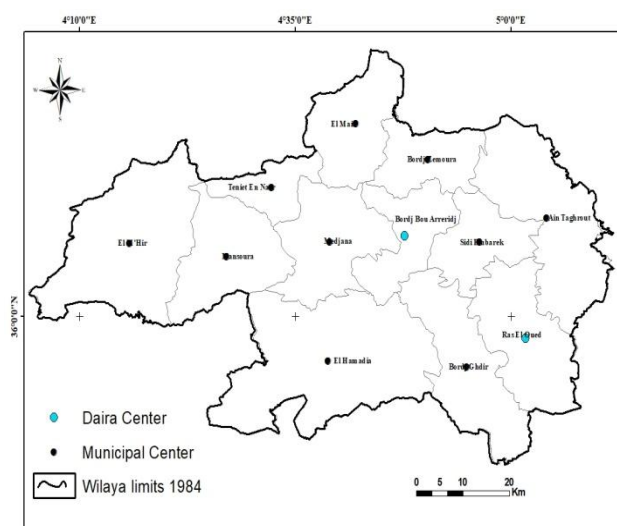 4°10'0"E 4°35'0"E 5°0'0"E
N
W E
S
El Main
Bordj Zemoura
Teniet En Nasr
Bordj Bou Arreridj
Ain Taghrout
El M'Hir
Medjana
Sidi Embarek
Mansoura
36°0'0"N
Ras El Oued
El Hamadia
Bordj Ghdir
Daira Center
Municipal Center
Wilaya limits 1984
0 5 10 20
Km